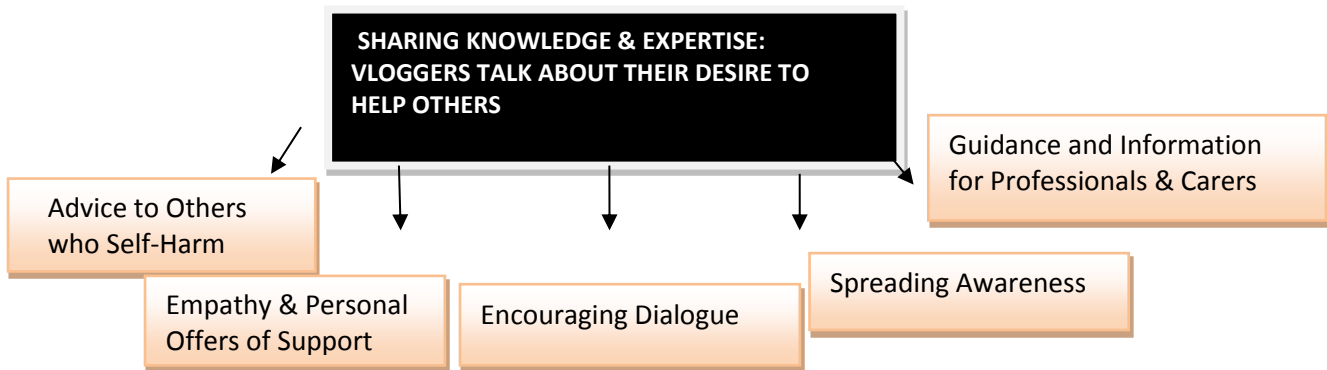 SHARING KNOWLEDGE & EXPERTISE:
VLOGGERS TALK ABOUT THEIR DESIRE TO
HELP OTHERS
Advice to Others
who Self-Harm
Empathy & Personal
Offers of Support
Encouraging Dialogue
Spreading Awareness
Guidance and Information
for Professionals & Carers